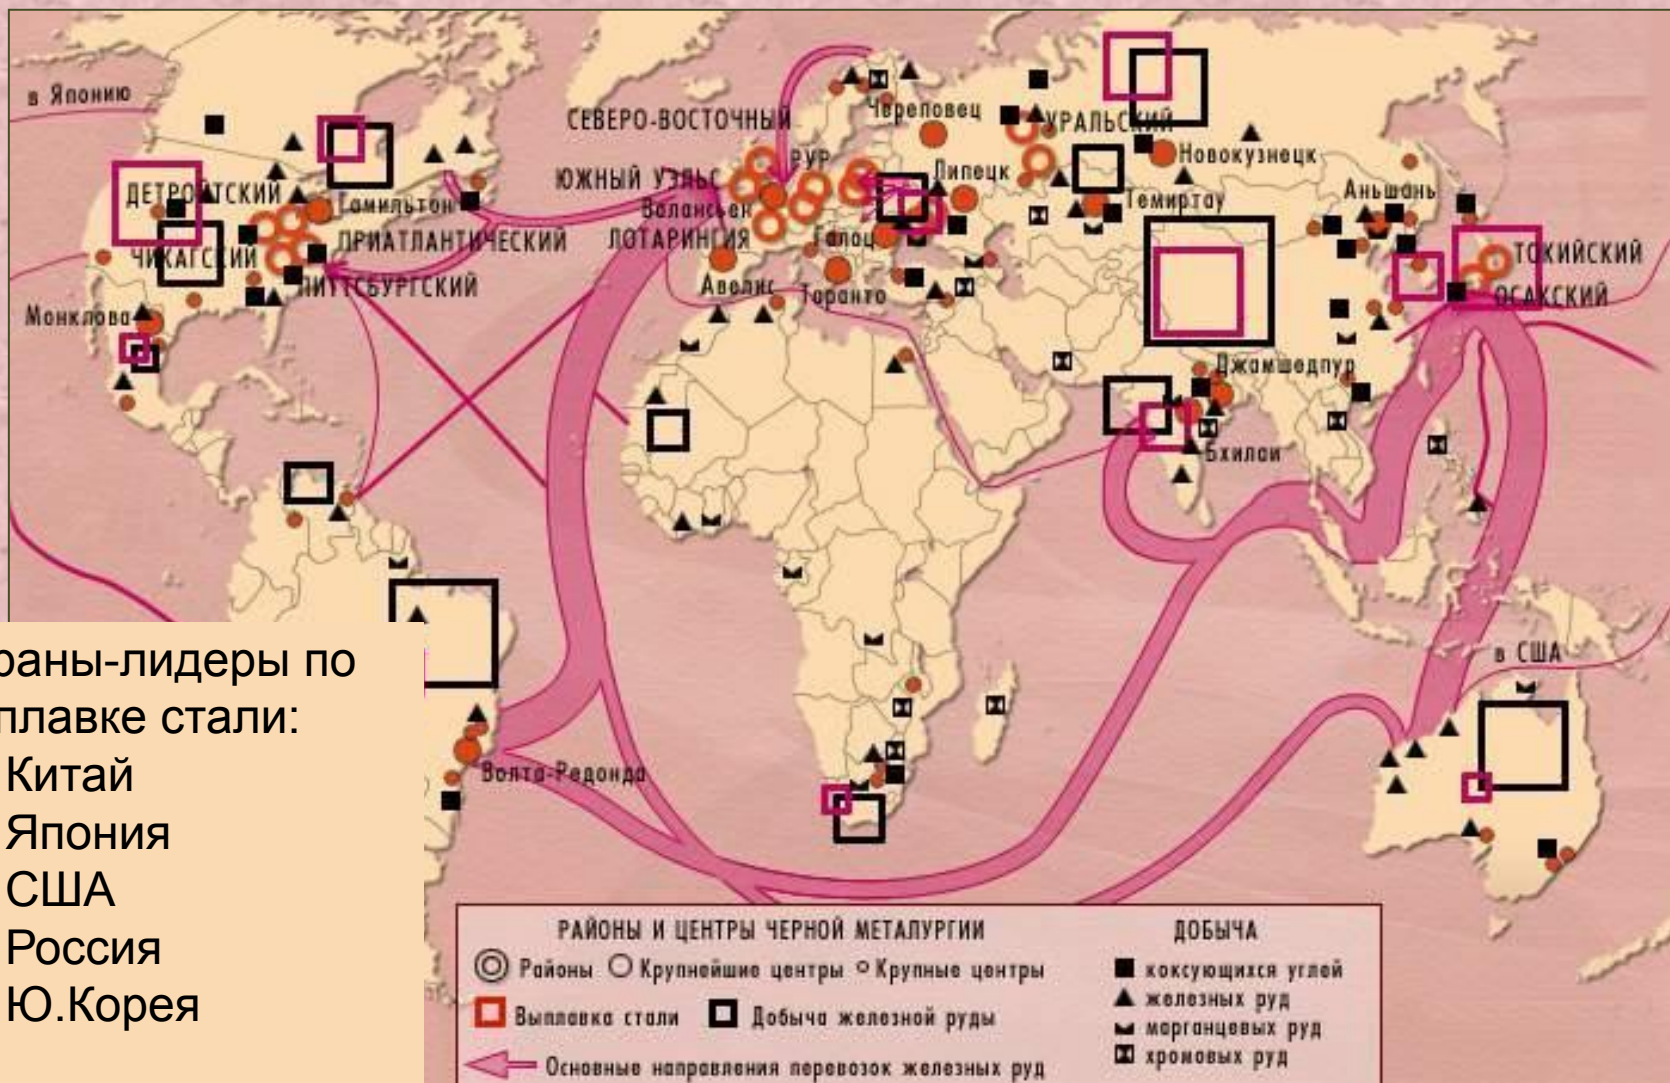 в Японию
СЕВЕРО-ВОСТОЧНЫЙ
Череповец
УРАЛЬСКИЙ
РУР
Новокузнецк
ЮЖНЫЙ УЭЛЬС
Липецк
ДЕТРОЙТСКИЙ
Гамильтон
Валансьен
Темиртау
Аньшань
ПРИАТЛАНТИЧЕСКИЙ
ЛОТАРИНГИЯ
Галац
ЧИКАГСКИЙ
ТОКИЙСКИЙ
ПИТТСБУРГСКИЙ
Авелис
Таранто
ОСАКСКИЙ
Монклова
Джамшедпур
Бхилаи
в США
Волта-Редонда
раны-лидеры по
плавке стали:
Китай
Япония
США
Россия
Ю.Корея
РАЙОНЫ И ЦЕНТРЫ ЧЕРНОЙ МЕТАЛУРГИИ
Районы Крупнейшие центры Крупные центры
Выплавка стали Добыча железной руды
Основные направления перевозок железных руд
ДОБЫЧА
коксующихся углей
железных руд
марганцевых руд
хромовых руд